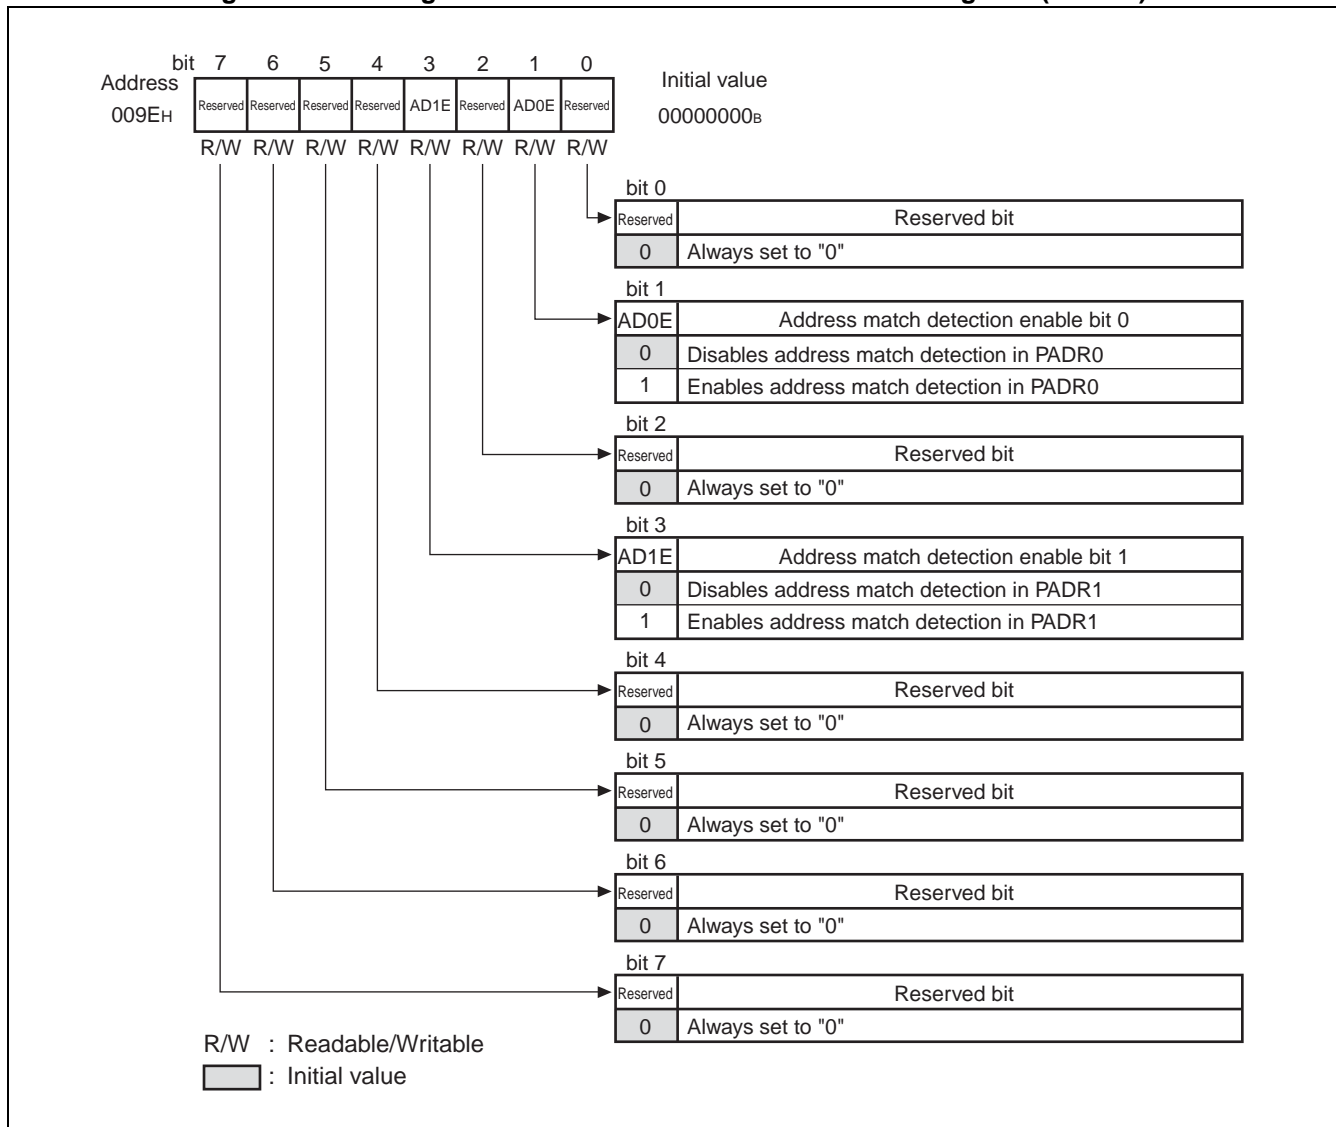 bit 7 6 5 4 3 2 1 0
Address
Initial value
009EH Reserved Reserved Reserved Reserved AD1E Reserved AD0E Reserved
00000000B
R/W R/W R/W R/W R/W R/W R/W R/W
bit 0
Reserved Reserved bit
0 Always set to "0"
bit 1
AD0E Address match detection enable bit 0
0 Disables address match detection in PADR0
1 Enables address match detection in PADR0
bit 2
Reserved Reserved bit
0 Always set to "0"
bit 3
AD1E Address match detection enable bit 1
0 Disables address match detection in PADR1
1 Enables address match detection in PADR1
bit 4
Reserved Reserved bit
0 Always set to "0"
bit 5
Reserved Reserved bit
0 Always set to "0"
bit 6
Reserved Reserved bit
0 Always set to "0"
bit 7
Reserved Reserved bit
0 Always set to "0"
R/W : Readable/Writable
: Initial value